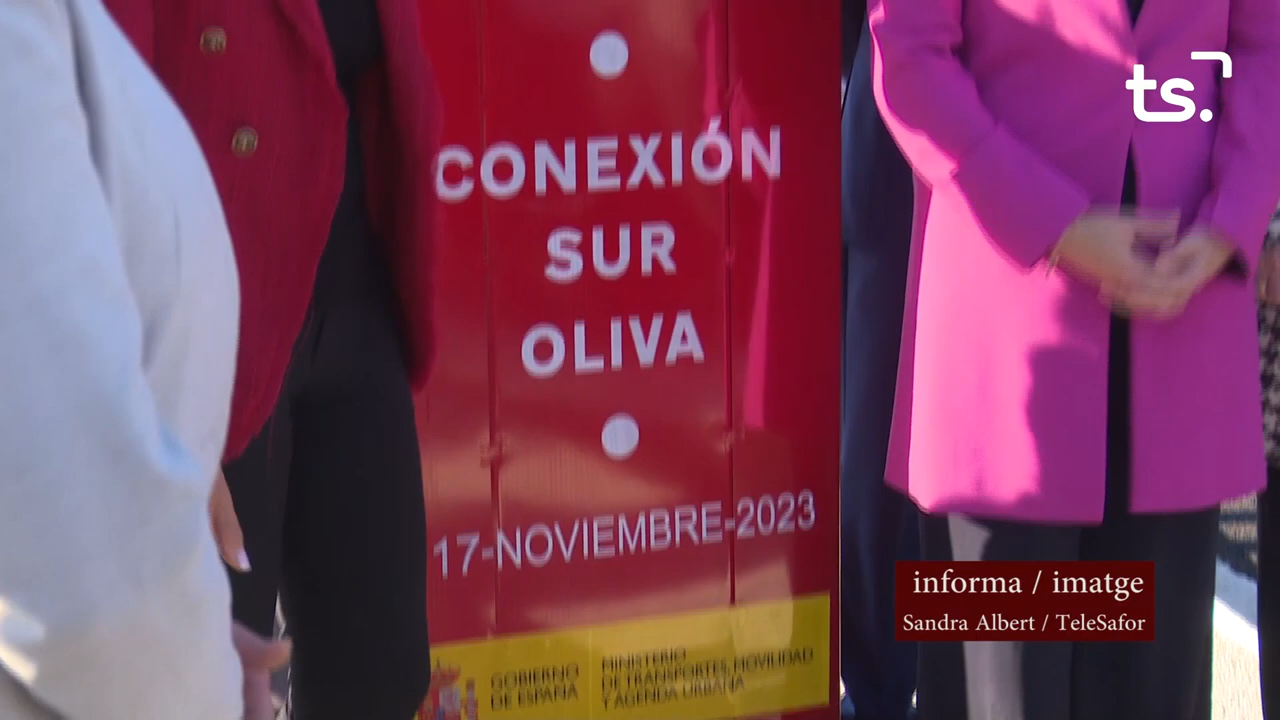 ts.
CONEXIÓN
SUR
OLIVA
17-NOVIEMBRE-2023
GOBIERNO
DE ESPAÑA
MINISTERIO
DE TRANSPORTES, MOVILIDAD
Y AGENDA URBANA
informa / imatge
Sandra Albert / TeleSafor